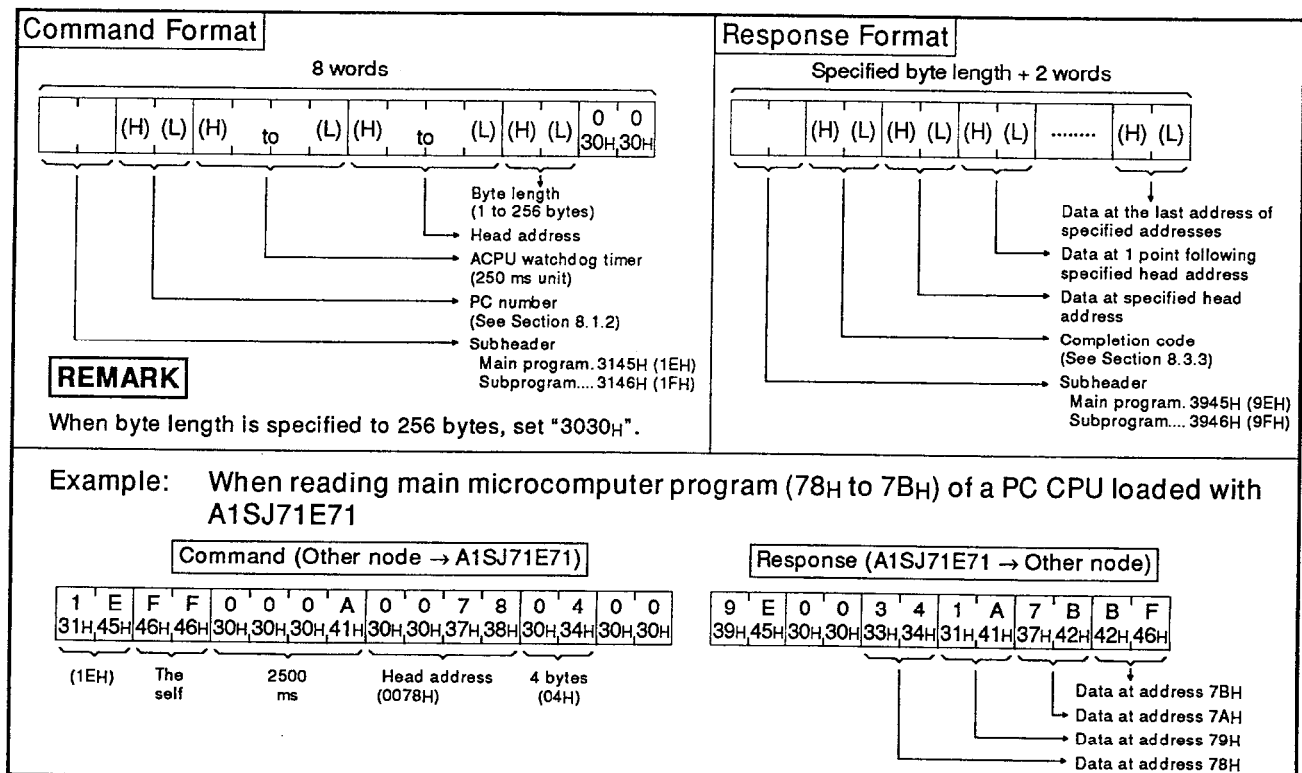 Command Format
8 words
(H) (L) (H) to (L) (H) to (L) (H) (L) 0 0
30H 30H
Byte length
(1 to 256 bytes)
Head address
ACPU watchdog timer
(250 ms unit)
PC number
(See Section 8.1.2)
Subheader
Main program. 3145H (1EH)
Subprogram.... 3146H (1FH)
REMARK
When byte length is specified to 256 bytes, set "3030H".
Response Format
Specified byte length + 2 words
(H) (L) (H) (L) (H) (L) ........ (H) (L)
Data at the last address of
specified addresses
Data at 1 point following
specified head address
Data at specified head
address
Completion code
(See Section 8.3.3)
Subheader
Main program. 3945H (9EH)
Subprogram.... 3946H (9FH)
Example: When reading main microcomputer program (78H to 7BH) of a PC CPU loaded with
A1SJ71E71
Command (Other node → A1SJ71E71)
1 E F F 0 0 0 A 0 0 7 8 0 4 0 0
31H 45H 46H 46H 30H 30H 30H 41H 30H 30H 37H 38H 30H 34H 30H 30H
(1EH) The self 2500 ms Head address (0078H) 4 bytes (04H)
Response (A1SJ71E71 → Other node)
9 E 0 0 3 4 1 A 7 B B F
39H 45H 30H 30H 33H 34H 31H 41H 37H 42H 42H 46H
Data at address 7BH
Data at address 7AH
Data at address 79H
Data at address 78H